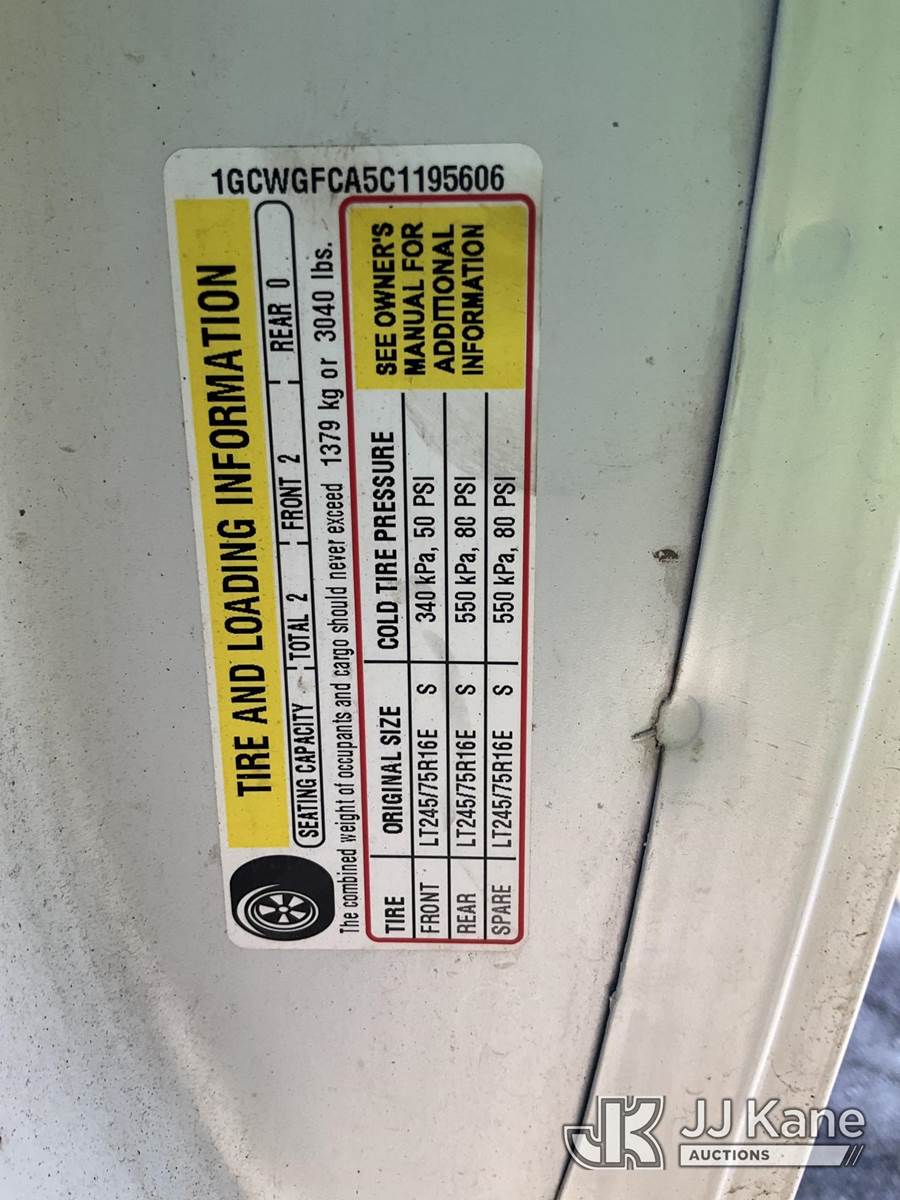 1GCWGFCA5C1195606
TIRE AND LOADING INFORMATION
SEATING CAPACITY TOTAL 2 FRONT 2 REAR 0
The combined weight of occupants and cargo should never exceed 1379 kg or 3040 lbs.
TIRE ORIGINAL SIZE COLD TIRE PRESSURE
FRONT LT245/75R16E S 340 kPa, 50 PSI
REAR LT245/75R16E S 550 kPa, 80 PSI
SPARE LT245/75R16E S 550 kPa, 80 PSI
SEE OWNER'S
MANUAL FOR
ADDITIONAL
INFORMATION
JK JJ Kane
AUCTIONS